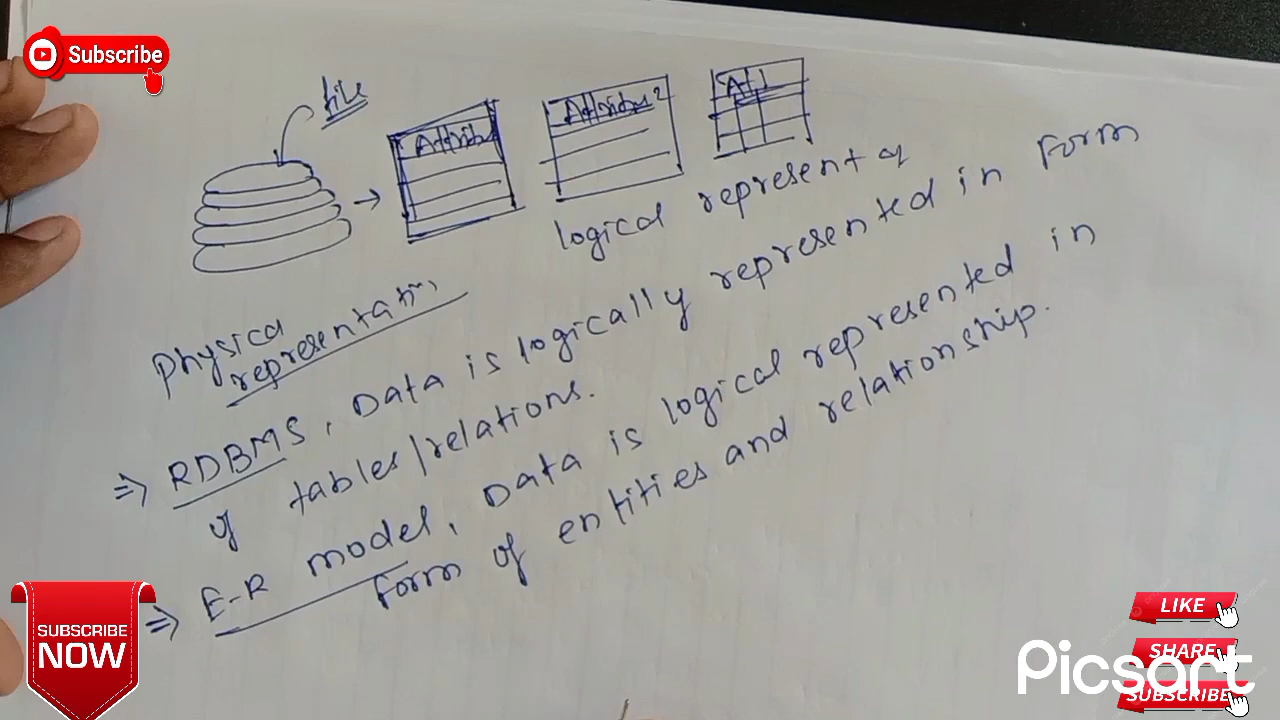 Subscribe
file
Attribu
Attribu 2
Att
logical represent of
physical
representation
⇒ RDBMS, Data is logically represented in Form
of tables/relations.
⇒ E-R model, Data is logical represented in
Form of entities and relationship.
SUBSCRIBE
NOW
LIKE
SHARE
SUBSCRIBE
Picsart